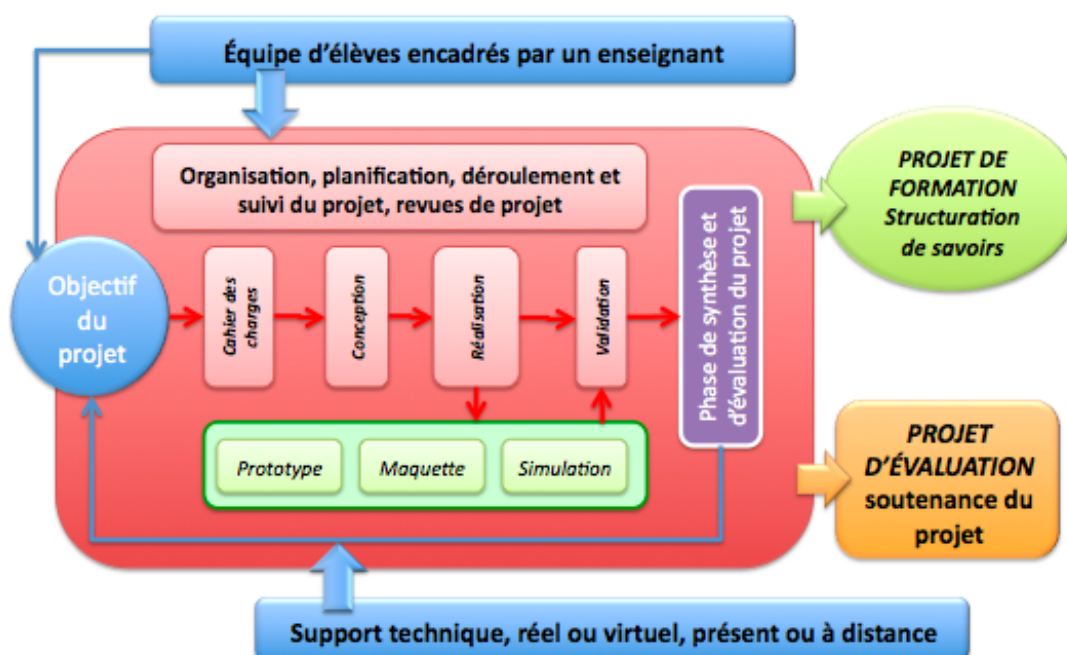 Équipe d'élèves encadrés par un enseignant
Organisation, planification, déroulement et
suivi du projet, revues de projet
Objectif
du
projet
Cahier des
charges
Conception
Réalisation
Validation
Phase de synthèse et
d'évaluation du projet
Prototype
Maquette
Simulation
PROJET DE
FORMATION
Structuration
de savoirs
PROJET
D'ÉVALUATION
soutenance du
projet
Support technique, réel ou virtuel, présent ou à distance